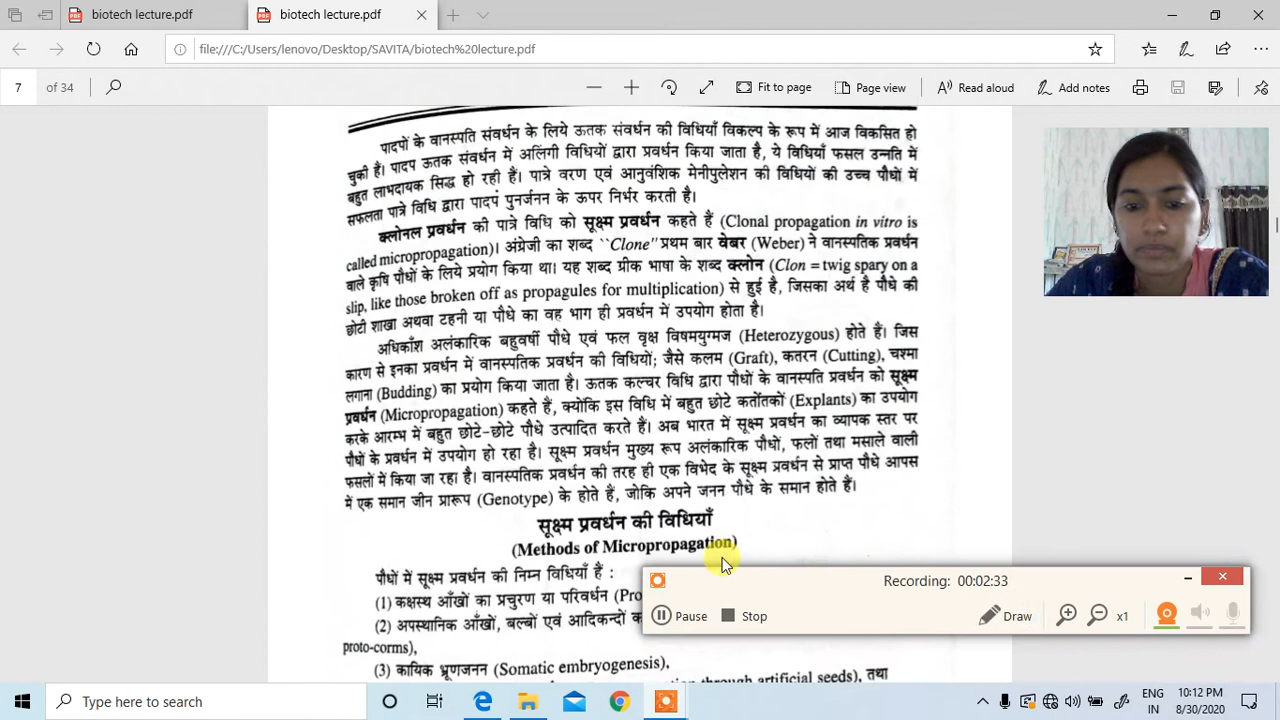 biotech lecture.pdf
biotech lecture.pdf
file:///C:/Users/lenovo/Desktop/SAVITA/biotech%20lecture.pdf
7 of 34
Fit to page
Page view
Read aloud
Add notes
पादपों के वानस्पति संवर्धन के लिये ऊतक संवर्धन की विधियाँ विकल्प के रूप में आज विकसित हो
चुकी हैं। पादप ऊतक संवर्धन में अलिंगी विधियों द्वारा प्रवर्धन किया जाता है, ये विधियाँ फसल उन्नति में
बहुत लाभदायक सिद्ध हो रही हैं। पात्रे वरण एवं आनुवंशिक मेनीपुलेशन की विधियों की उच्च पौधों में
सफलता पात्रे विधि द्वारा पादप पुनर्जनन के ऊपर निर्भर करती है।
क्लोनल प्रवर्धन की पात्रे विधि को सूक्ष्म प्रवर्धन कहते हैं (Clonal propagation in vitro is
called micropropagation)। अंग्रेजी का शब्द ``Clone'' प्रथम बार वेबर (Weber) ने वानस्पतिक प्रवर्धन
वाले कृषि पौधों के लिये प्रयोग किया था। यह शब्द ग्रीक भाषा के शब्द क्लोन (Clon = twig spary on a
slip, like those broken off as propagules for multiplication) से हुई है, जिसका अर्थ है पौधे की
छोटी शाखा अथवा टहनी या पौधे का वह भाग ही प्रवर्धन में उपयोग होता है।
अधिकाँश अलंकारिक बहुवर्षी पौधे एवं फल वृक्ष विषमयुग्मज (Heterozygous) होते हैं। जिस
कारण से इनका प्रवर्धन में वानस्पतिक प्रवर्धन की विधियों; जैसे कलम (Graft), कतरन (Cutting), चश्मा
लगाना (Budding) का प्रयोग किया जाता है। ऊतक कल्चर विधि द्वारा पौधों के वानस्पति प्रवर्धन को सूक्ष्म
प्रवर्धन (Micropropagation) कहते हैं, क्योंकि इस विधि में बहुत छोटे कर्तोतकों (Explants) का उपयोग
करके आरम्भ में बहुत छोटे-छोटे पौधे उत्पादित करते हैं। अब भारत में सूक्ष्म प्रवर्धन का व्यापक स्तर पर
पौधों के प्रवर्धन में उपयोग हो रहा है। सूक्ष्म प्रवर्धन मुख्य रूप अलंकारिक पौधों, फलों तथा मसाले वाली
फसलों में किया जा रहा है। वानस्पतिक प्रवर्धन की तरह ही एक विभेद के सूक्ष्म प्रवर्धन से प्राप्त पौधे आपस
में एक समान जीन प्रारूप (Genotype) के होते हैं, जोकि अपने जनन पौधे के समान होते हैं।
सूक्ष्म प्रवर्धन की विधियाँ
(Methods of Micropropagation)
पौधों में सूक्ष्म प्रवर्धन की निम्न विधियाँ हैं :
(1) कक्षस्य आँखों का प्रचुरण या परिवर्धन (Pro
(2) अपस्थानिक आँखों, बल्बों एवं आदिकन्दों क
proto-corms),
(3) कायिक भ्रूणजनन (Somatic embryogenesis),
through artificial seeds), तथा
Recording: 00:02:33
Pause
Stop
Draw
x1
Type here to search
ENG
IN
10:12 PM
8/30/2020